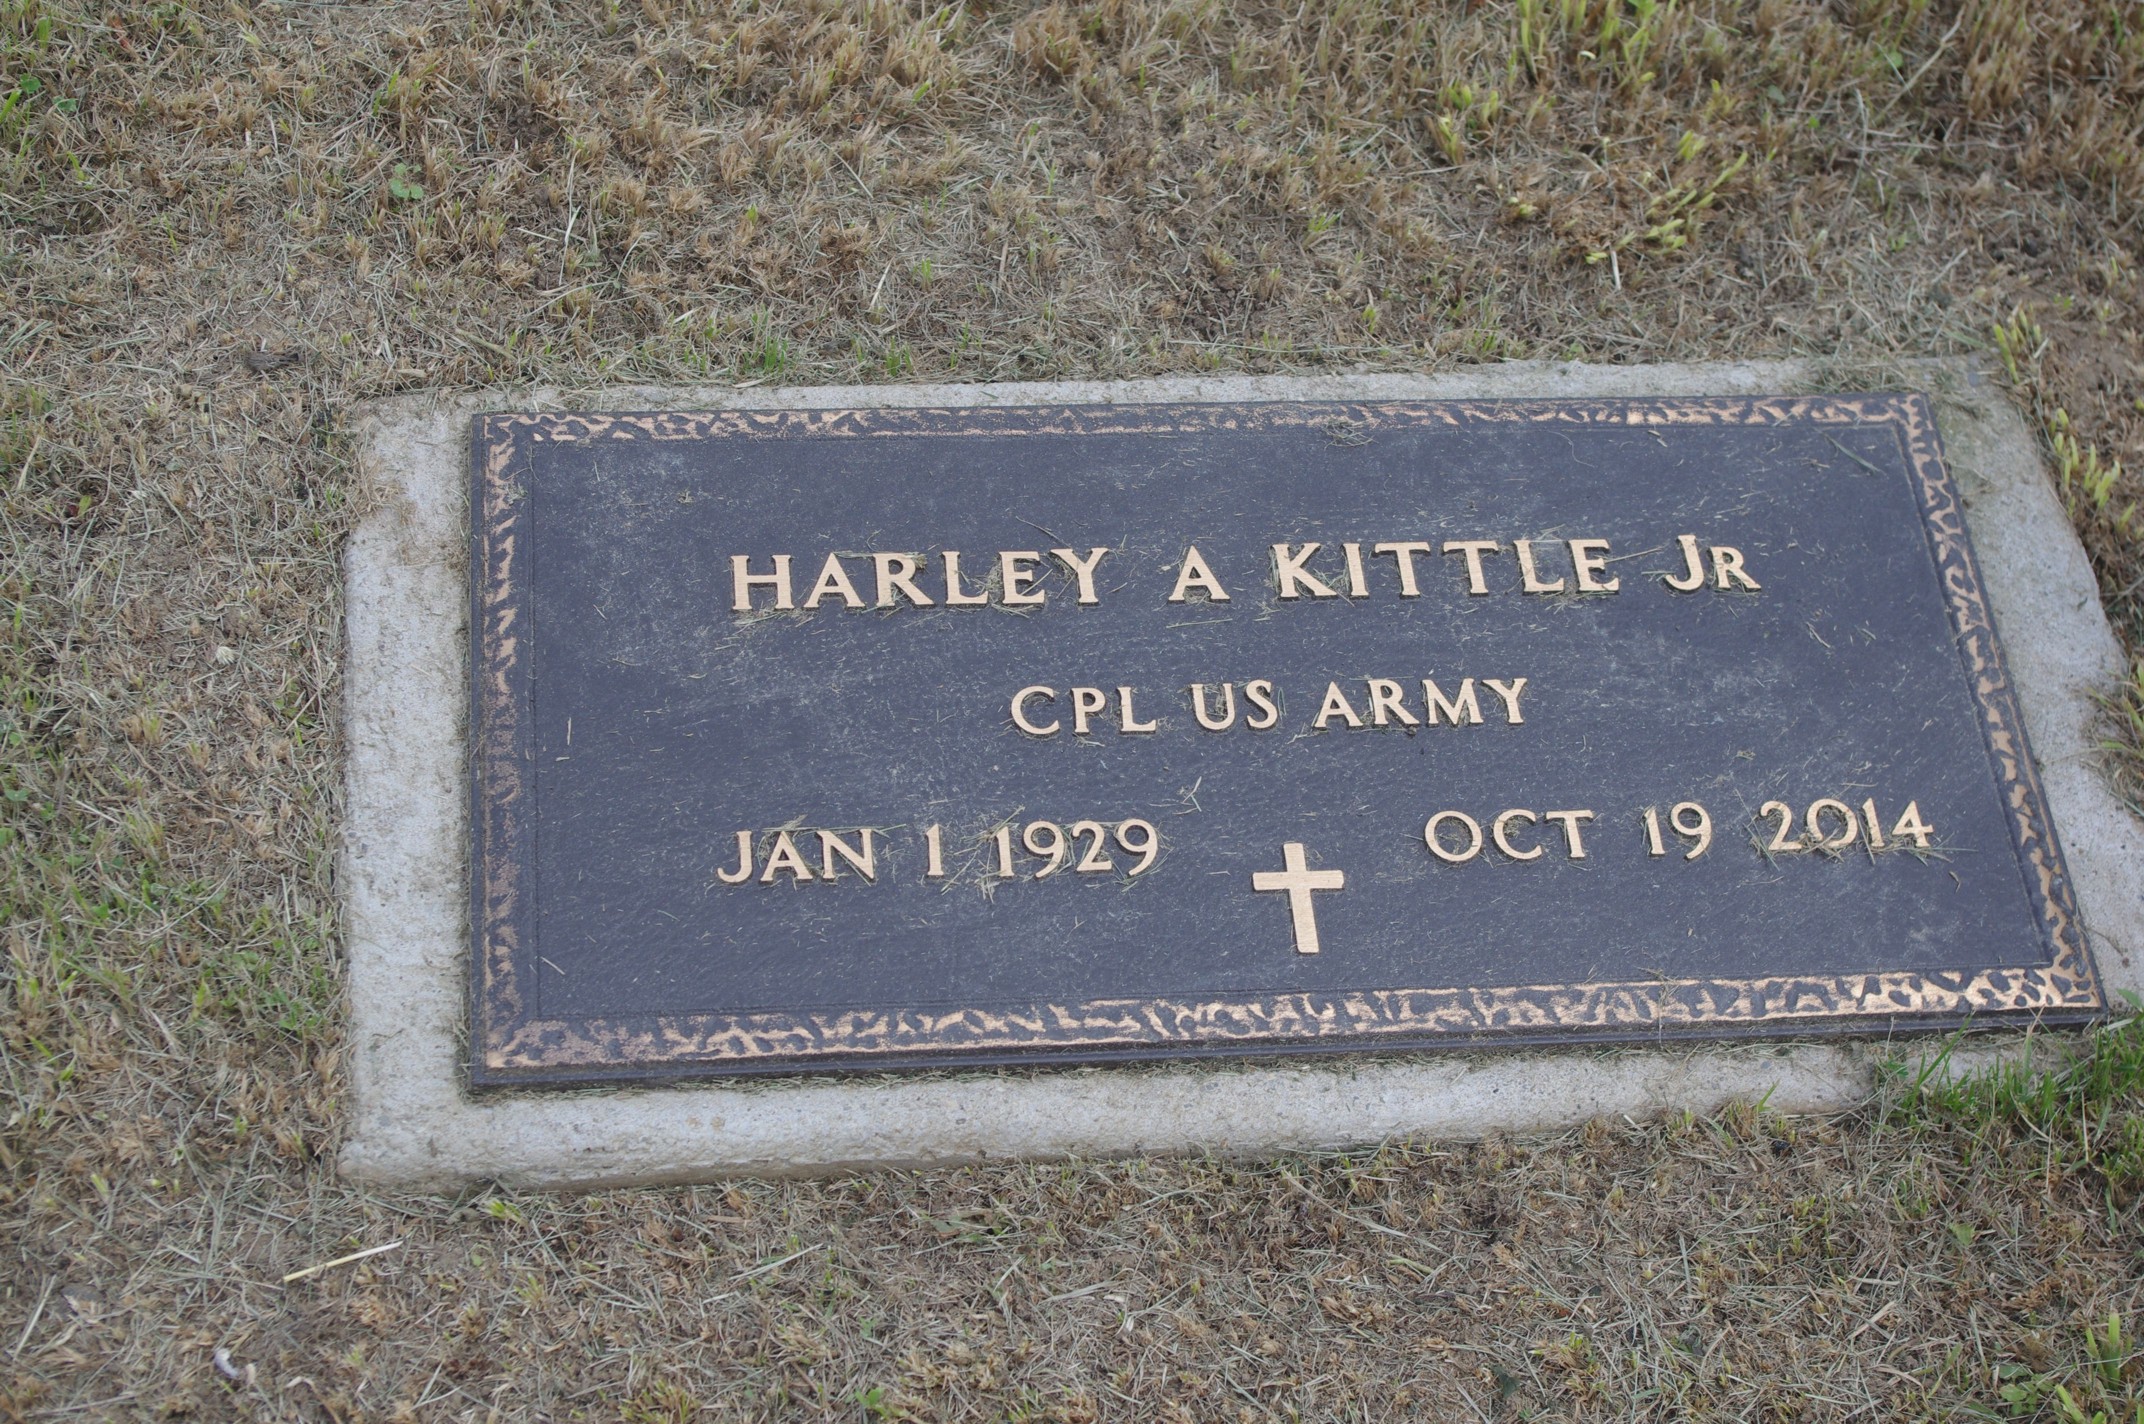 HARLEY A KITTLE JR
CPL US ARMY
JAN 1 1929 OCT 19 2014